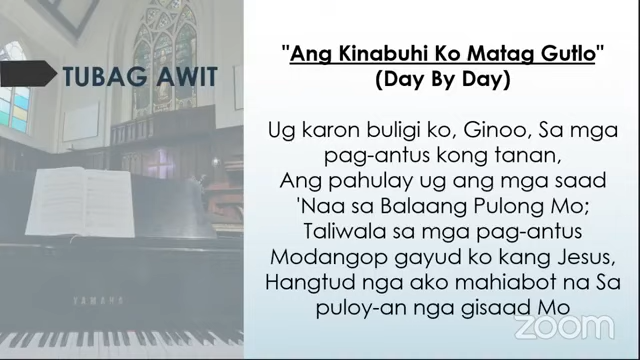 TUBAG AWIT
"Ang Kinabuhi Ko Matag Gutlo"
(Day By Day)
Ug karon buligi ko, Ginoo, Sa mga
pag-antus kong tanan,
Ang pahulay ug ang mga saad
'Naa sa Balaang Pulong Mo;
Taliwala sa mga pag-antus
Modangop gayud ko kang Jesus,
Hangtud nga ako mahiabot na Sa
puloy-an nga gisaad Mo
zoom
YAMAHA